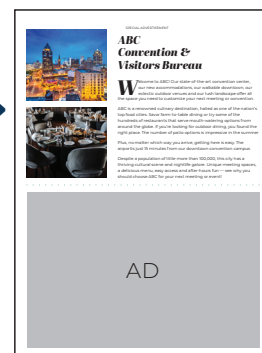 SPECIAL ADVERTISEMENT
ABC
Convention &
Visitors Bureau
Welcome to ABC! Our state-of-the-art convention center,
our new accommodations, our walkable downtown, our
eclectic outdoor venues and our lush landscape offer all
the space you need to customize your next meeting or convention.
ABC is a renowned culinary destination, hailed as one of the nation's
top food cities. Savor farm-to-table dining or try some of the
hundreds of restaurants that serve mouth-watering options from
around the globe. If you're looking for outdoor dining, you found the
right place. The number of patio options is impressive in the summer.
Plus, no matter which way you arrive, getting here is easy. The
airport's just 15 minutes from our downtown convention campus.
Despite a population of little more than 100,000, this city has a
thriving cultural scene and nightlife galore. Unique meeting spaces,
a delicious menu, easy access and after-hours fun — see why you
should choose ABC for your next meeting or event!
AD